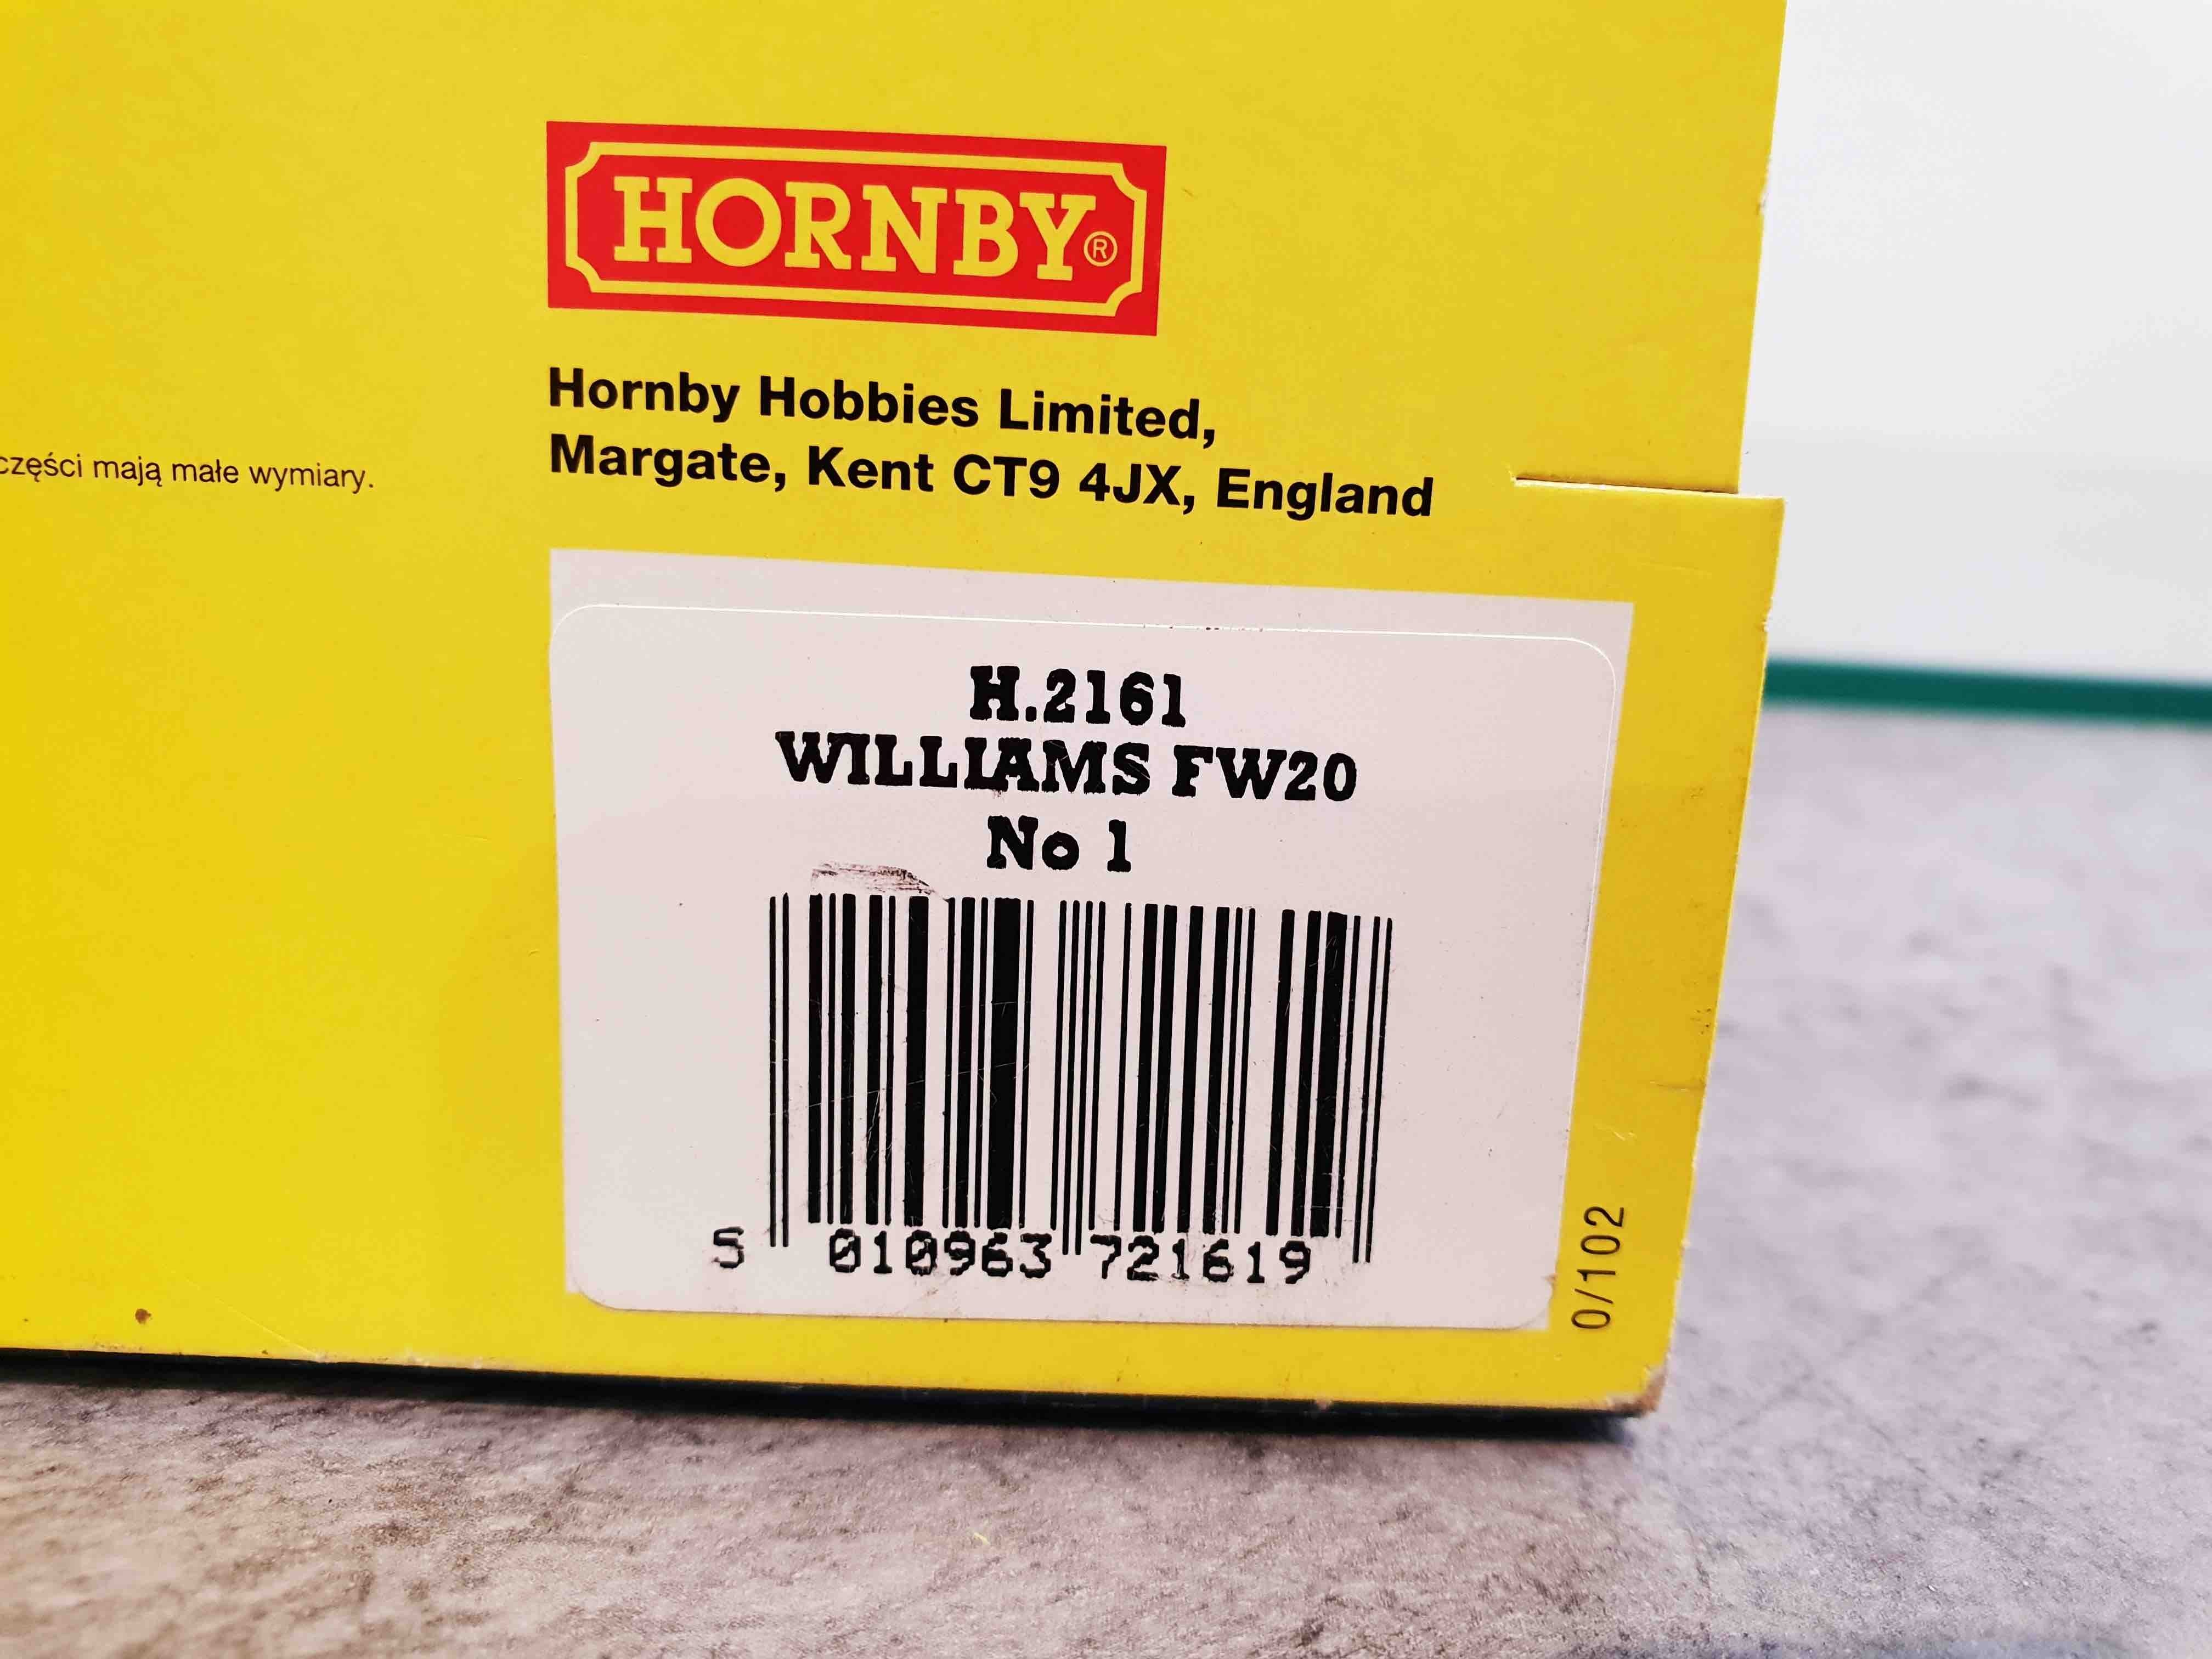 HORNBY®
Hornby Hobbies Limited,
Margate, Kent CT9 4JX, England
części mają małe wymiary.
H.2161
WILLIAMS FW20
No 1
5 010963 721619
0/102